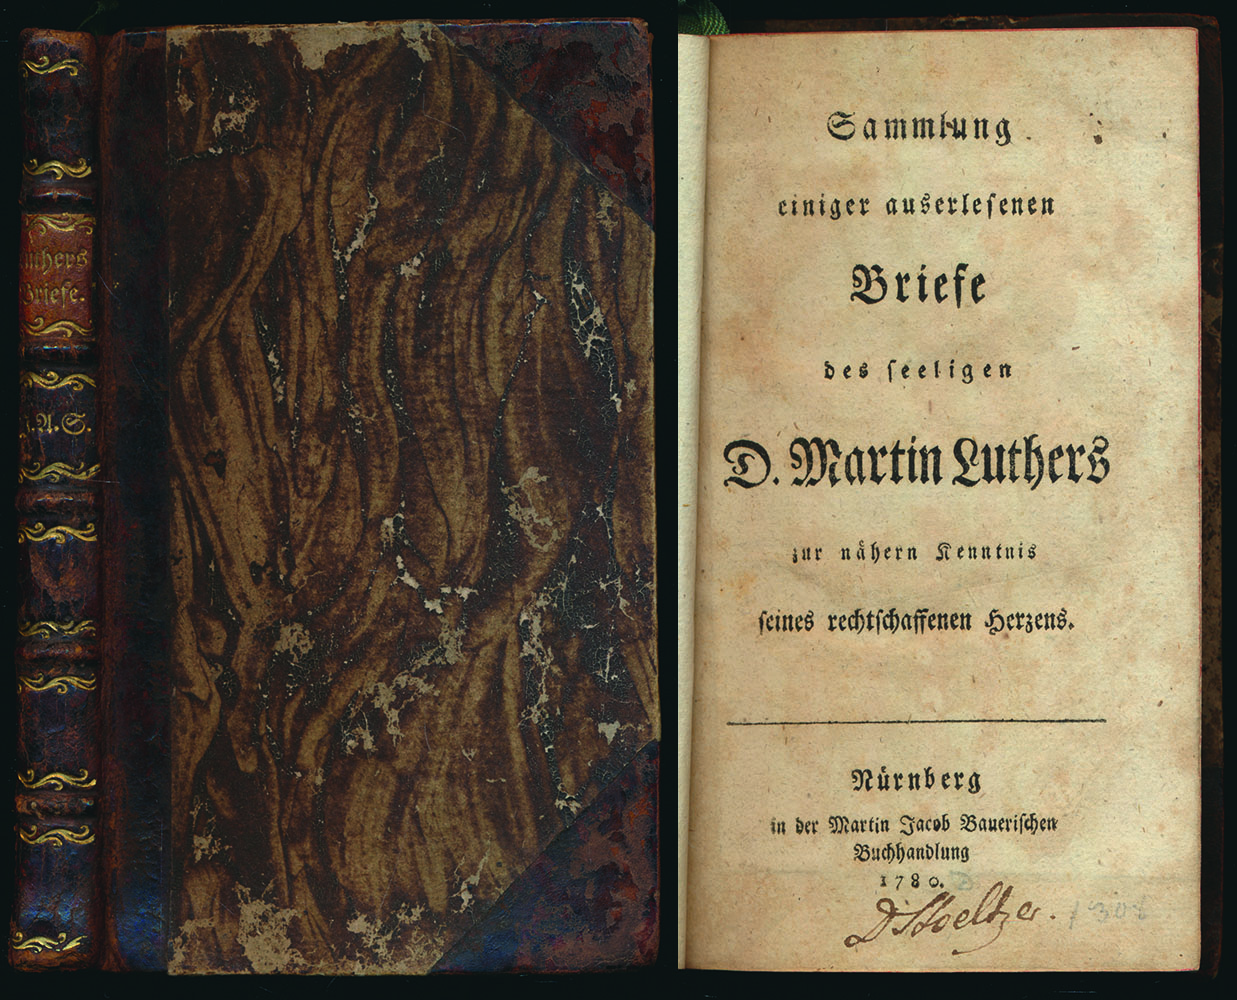 uthers
Briefe.
J.A.S.
Sammlung
einiger auserlesenen
Briefe
des seeligen
D. Martin Luthers
zur nähern Kenntnis
seines rechtschaffenen Herzens.
Nürnberg
in der Martin Jacob Bauerischen
Buchhandlung
1780.